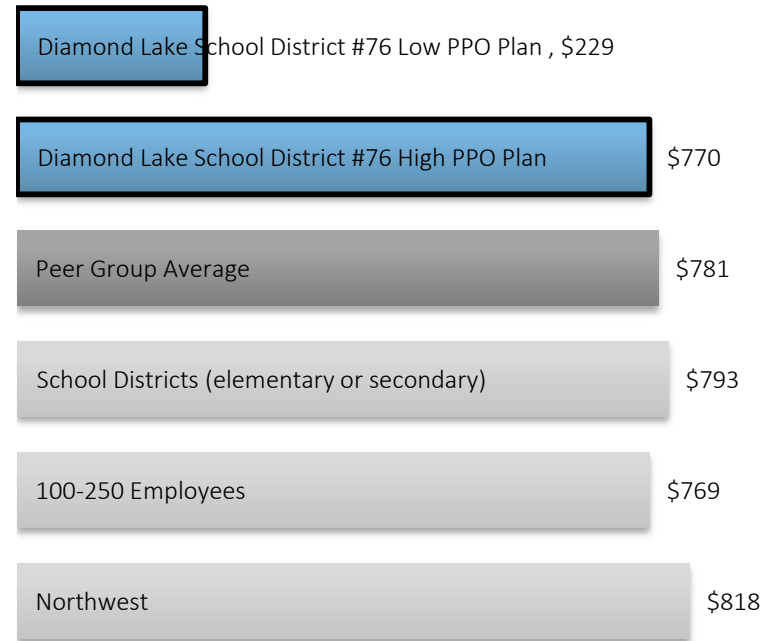 Diamond Lake School District #76 Low PPO Plan , $229
Diamond Lake School District #76 High PPO Plan $770
Peer Group Average $781
School Districts (elementary or secondary) $793
100-250 Employees $769
Northwest $818